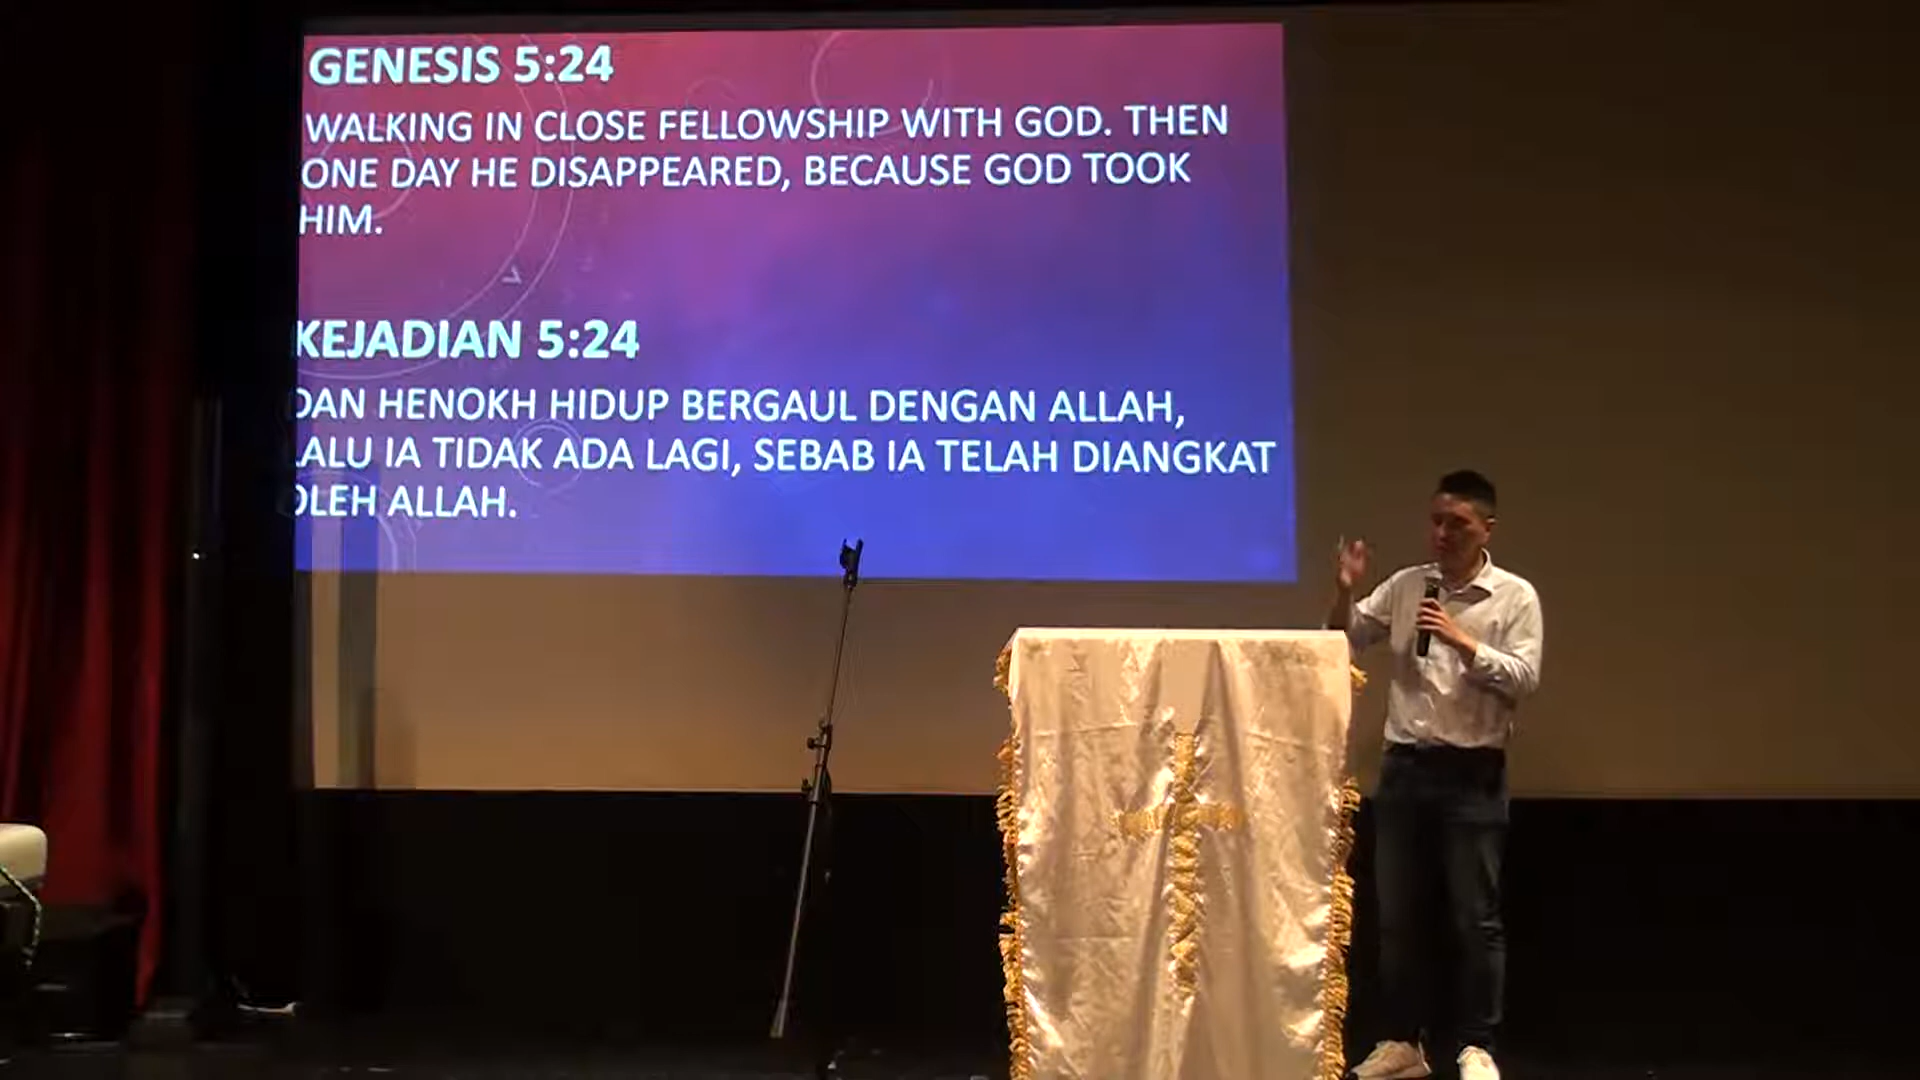 GENESIS 5:24
WALKING IN CLOSE FELLOWSHIP WITH GOD. THEN
ONE DAY HE DISAPPEARED, BECAUSE GOD TOOK
HIM.
KEJADIAN 5:24
DAN HENOKH HIDUP BERGAUL DENGAN ALLAH,
LALU IA TIDAK ADA LAGI, SEBAB IA TELAH DIANGKAT
OLEH ALLAH.